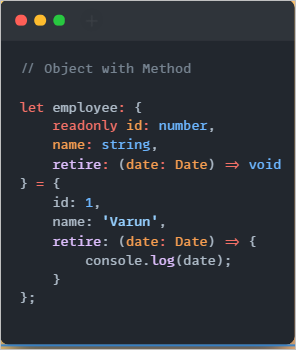 // Object with Method
let employee: {
readonly id: number,
name: string,
retire: (date: Date) => void
} = {
id: 1,
name: 'Varun',
retire: (date: Date) => {
console.log(date);
}
};